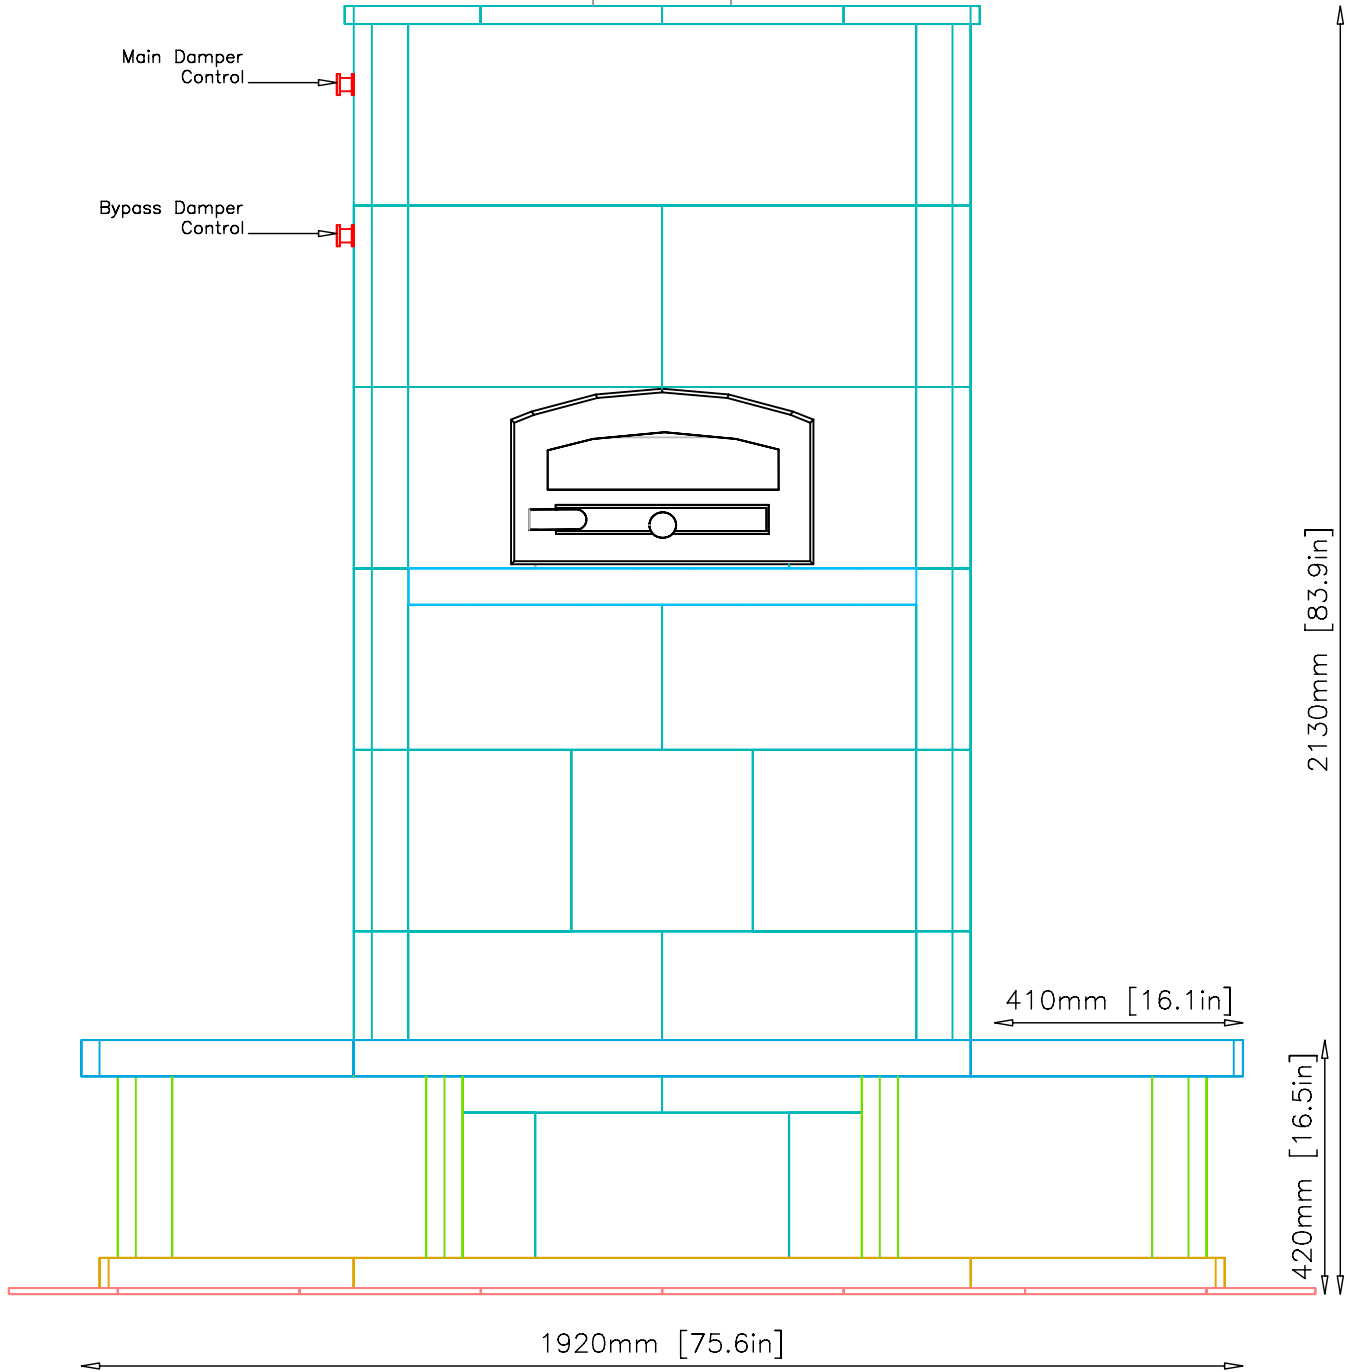 Main Damper
Control
Bypass Damper
Control
2130mm [83.9in]
410mm [16.1in]
420mm [16.5in]
1920mm [75.6in]